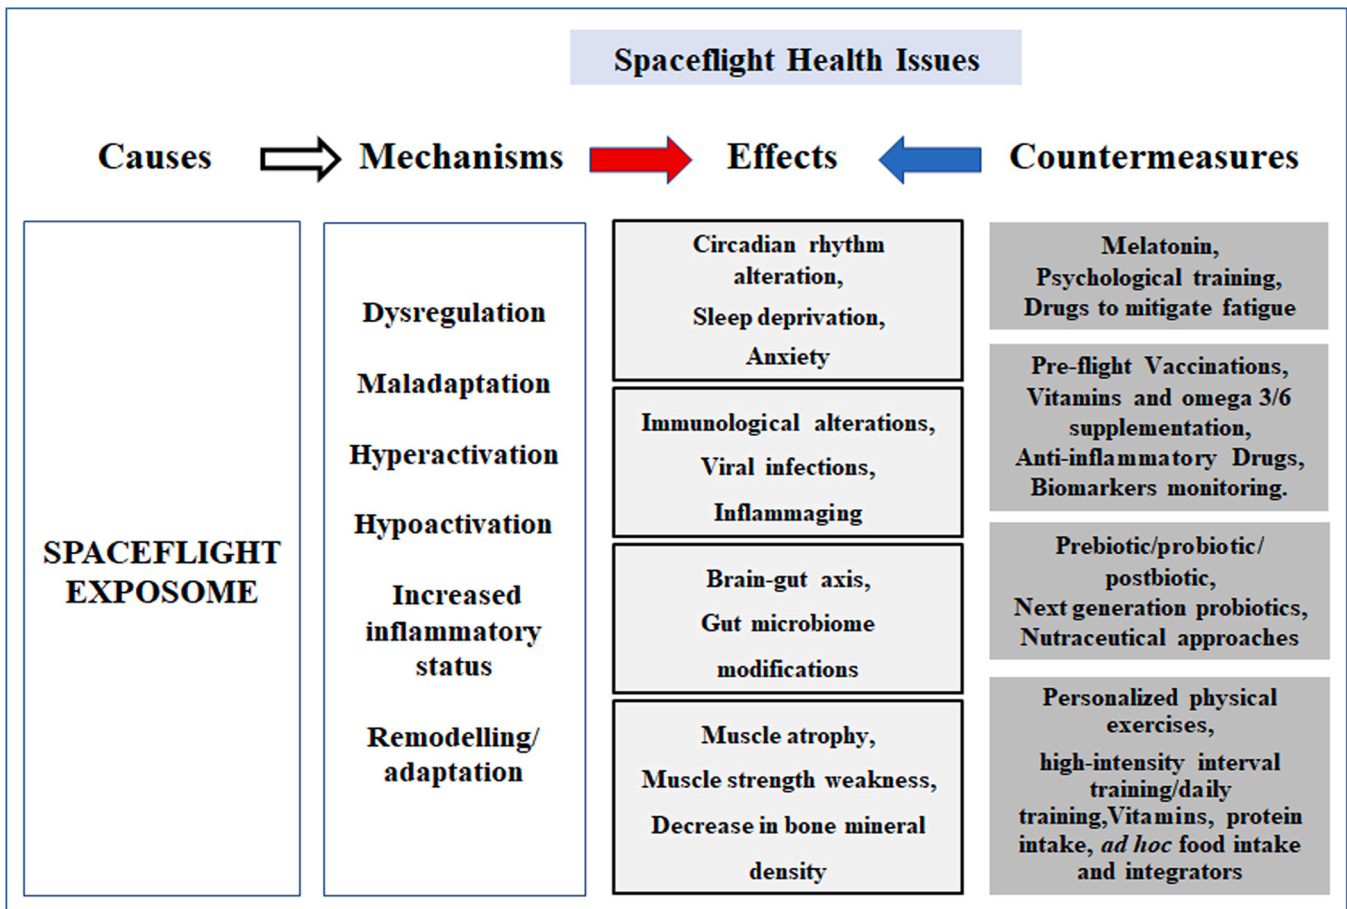 Spaceflight Health Issues
Causes
Mechanisms
Effects
Countermeasures
SPACEFLIGHT
EXPOSOME
Dysregulation
Maladaptation
Hyperactivation
Hypoactivation
Increased
inflammatory
status
Remodelling/
adaptation
Circadian rhythm
alteration,
Sleep deprivation,
Anxiety
Immunological alterations,
Viral infections,
Inflammaging
Brain-gut axis,
Gut microbiome
modifications
Muscle atrophy,
Muscle strength weakness,
Decrease in bone mineral
density
Melatonin,
Psychological training,
Drugs to mitigate fatigue
Pre-flight Vaccinations,
Vitamins and omega 3/6
supplementation,
Anti-inflammatory Drugs,
Biomarkers monitoring.
Prebiotic/probiotic/
postbiotic,
Next generation probiotics,
Nutraceutical approaches
Personalized physical
exercises,
high-intensity interval
training/daily
training,Vitamins, protein
intake, ad hoc food intake
and integrators